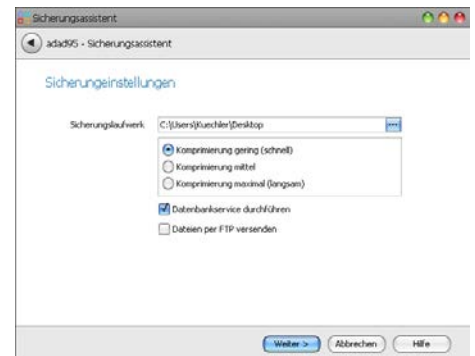 Sicherungsassistent
adad95 - Sicherungsassistent
Sicherungeinstellungen
Sicherungslaufwerk C:\Users\Kuechler\Desktop
Komprimierung gering (schnell)
Komprimierung mittel
Komprimierung maximal (langsam)
Datenbankservice durchführen
Dateien per FTP versenden
Weiter > Abbrechen Hilfe